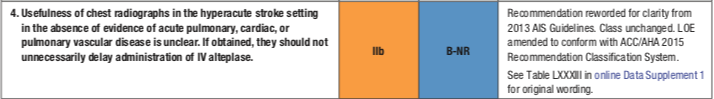 4. Usefulness of chest radiographs in the hyperacute stroke setting
in the absence of evidence of acute pulmonary, cardiac, or
pulmonary vascular disease is unclear. If obtained, they should not
unnecessarily delay administration of IV alteplase.
IIb
B-NR
Recommendation reworded for clarity from
2013 AIS Guidelines. Class unchanged. LOE
amended to conform with ACC/AHA 2015
Recommendation Classification System.
See Table LXXXIII in online Data Supplement 1
for original wording.